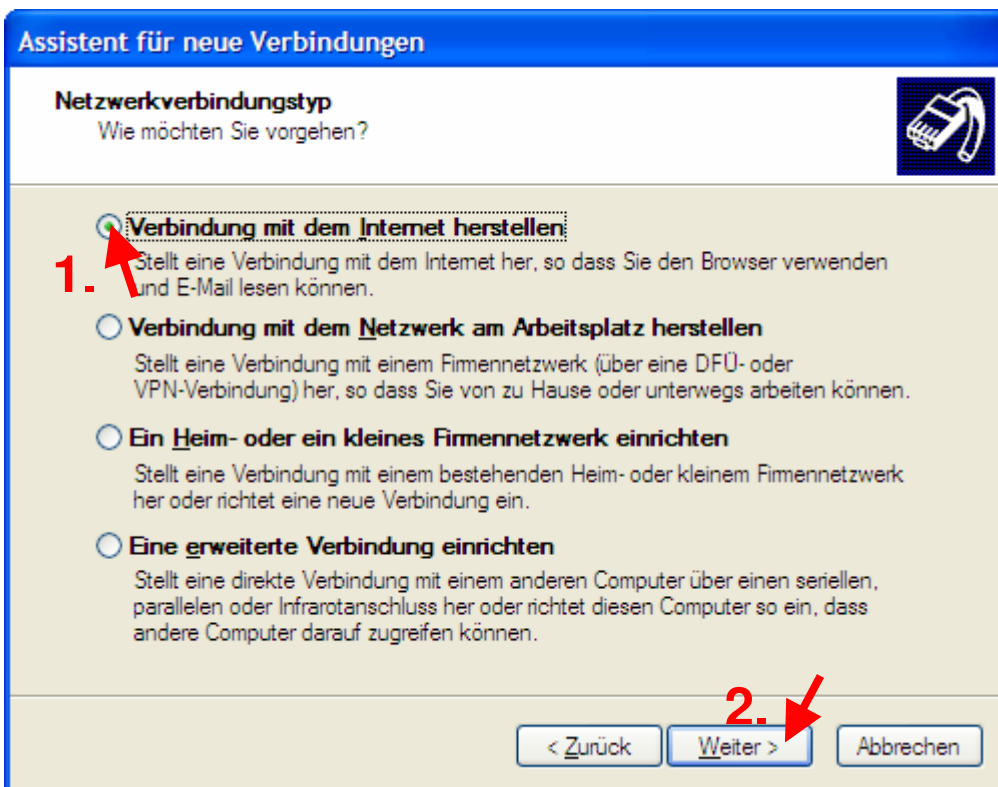 Assistent für neue Verbindungen
Netzwerkverbindungstyp
Wie möchten Sie vorgehen?
Verbindung mit dem Internet herstellen
1.
Stellt eine Verbindung mit dem Internet her, so dass Sie den Browser verwenden
und E-Mail lesen können.
Verbindung mit dem Netzwerk am Arbeitsplatz herstellen
Stellt eine Verbindung mit einem Firmennetzwerk (über eine DFÜ- oder
VPN-Verbindung) her, so dass Sie von zu Hause oder unterwegs arbeiten können.
Ein Heim- oder ein kleines Firmennetzwerk einrichten
Stellt eine Verbindung mit einem bestehenden Heim- oder kleinem Firmennetzwerk
her oder richtet eine neue Verbindung ein.
Eine erweiterte Verbindung einrichten
Stellt eine direkte Verbindung mit einem anderen Computer über einen seriellen,
parallelen oder Infrarotanschluss her oder richtet diesen Computer so ein, dass
andere Computer darauf zugreifen können.
2.
< Zurück Weiter > Abbrechen